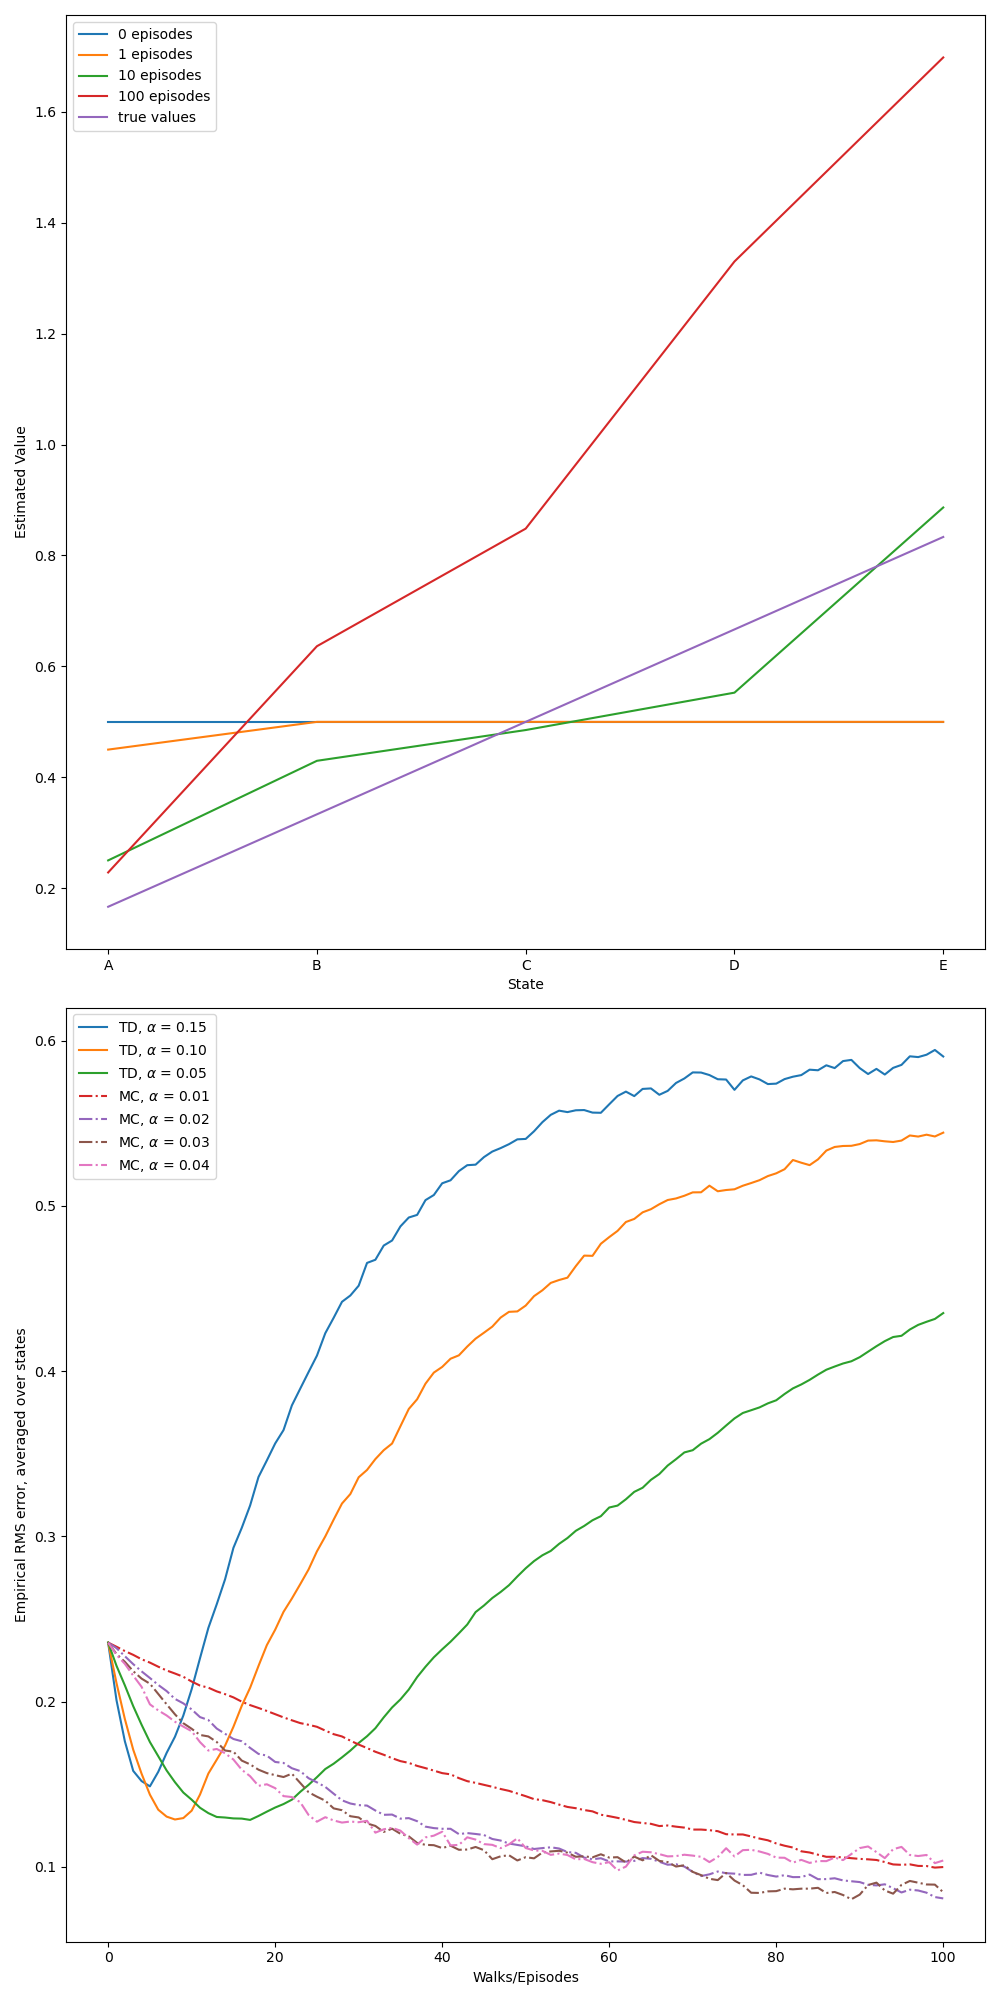 0 episodes
1 episodes
10 episodes
100 episodes
true values
1.6
1.4
1.2
1.0
0.8
0.6
0.4
0.2
Estimated Value
A B C D E
State
TD, α = 0.15
TD, α = 0.10
TD, α = 0.05
MC, α = 0.01
MC, α = 0.02
MC, α = 0.03
MC, α = 0.04
0.6
0.5
0.4
0.3
0.2
0.1
Empirical RMS error, averaged over states
0 20 40 60 80 100
Walks/Episodes